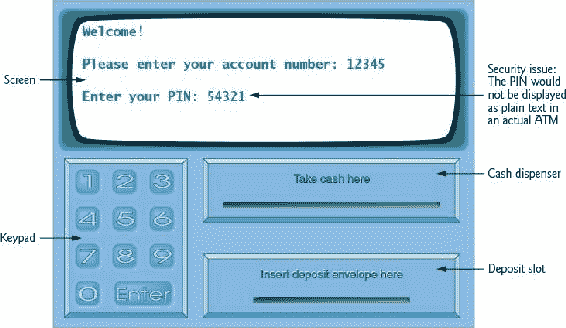 Welcome!
Please enter your account number: 12345
Enter your PIN: 54321
Screen
Security issue:
The PIN would
not be displayed
as plain text in
an actual ATM
Take cash here
Cash dispenser
1 2 3
4 5 6
7 8 9
0 Enter
Keypad
Insert deposit envelope here
Deposit slot